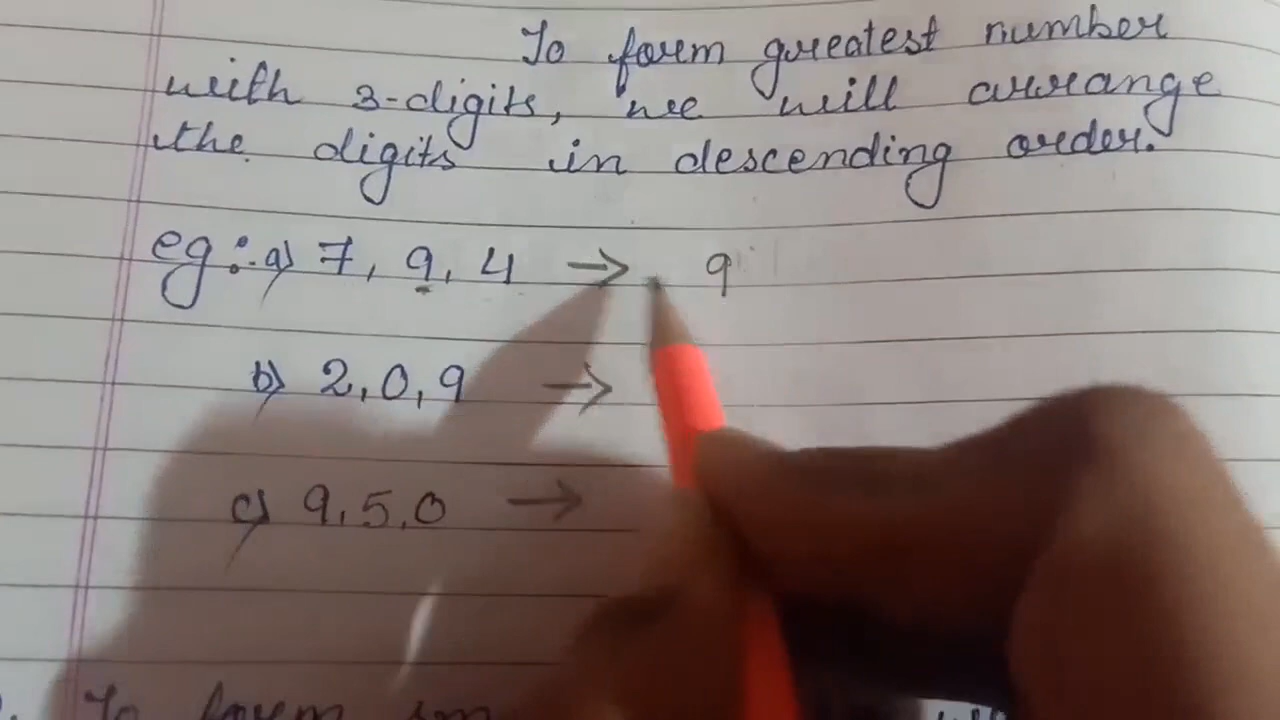 To form greatest number
with 3-digits, we will arrange
the digits in descending order.
eg:- a) 7, 9, 4 → 9
b) 2, 0, 9 →
c) 9, 5, 0 →
To form